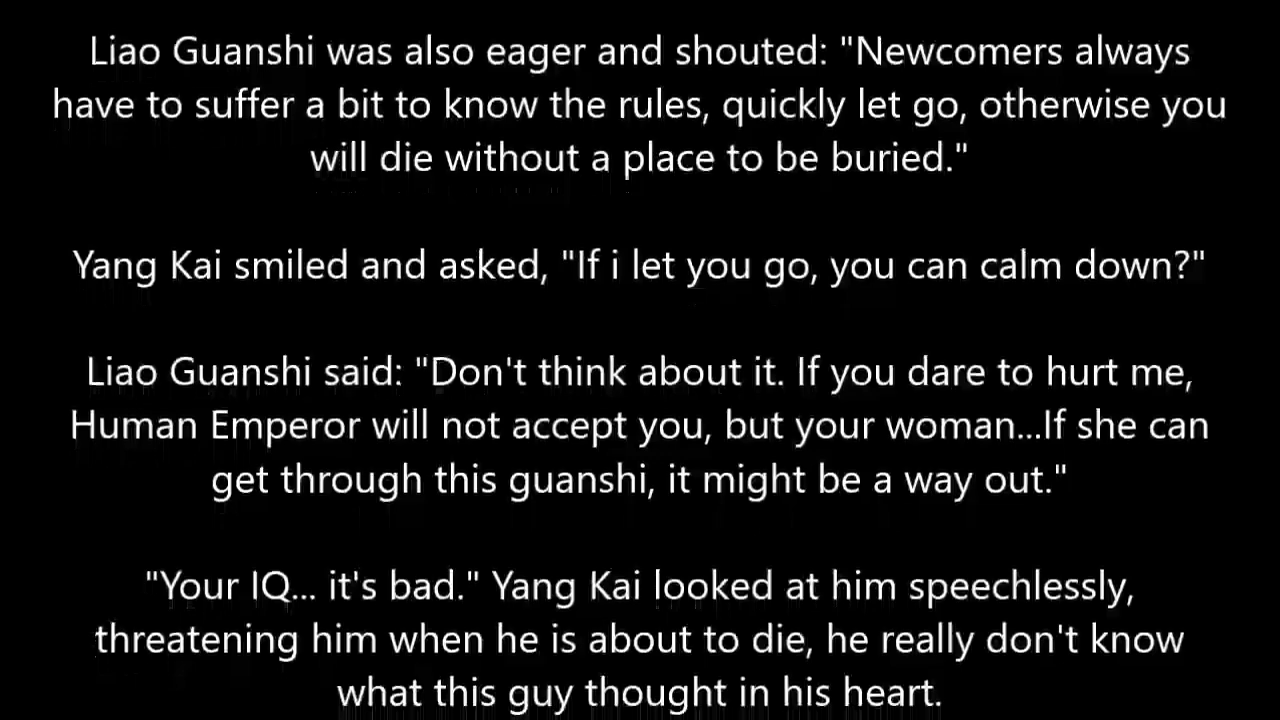 Liao Guanshi was also eager and shouted: "Newcomers always
have to suffer a bit to know the rules, quickly let go, otherwise you
will die without a place to be buried."
Yang Kai smiled and asked, "If i let you go, you can calm down?"
Liao Guanshi said: "Don't think about it. If you dare to hurt me,
Human Emperor will not accept you, but your woman...If she can
get through this guanshi, it might be a way out."
"Your IQ... it's bad." Yang Kai looked at him speechlessly,
threatening him when he is about to die, he really don't know
what this guy thought in his heart.